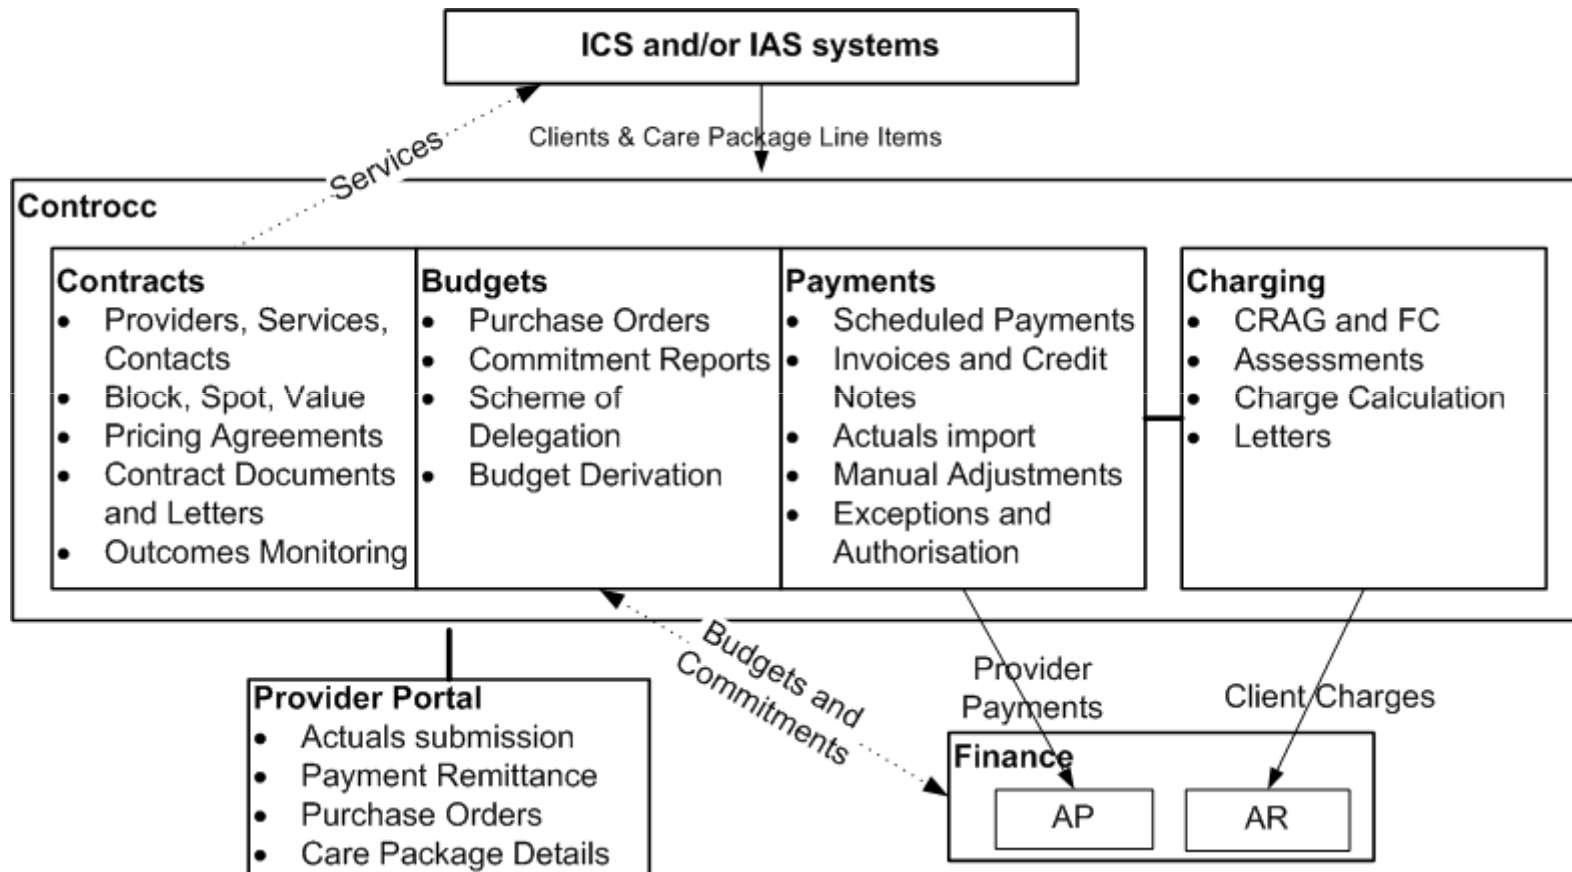 ICS and/or IAS systems
Services
Clients & Care Package Line Items
Controcc
Contracts
• Providers, Services,
Contacts
• Block, Spot, Value
• Pricing Agreements
• Contract Documents
and Letters
• Outcomes Monitoring
Budgets
• Purchase Orders
• Commitment Reports
• Scheme of
Delegation
• Budget Derivation
Payments
• Scheduled Payments
• Invoices and Credit
Notes
• Actuals import
• Manual Adjustments
• Exceptions and
Authorisation
Charging
• CRAG and FC
• Assessments
• Charge Calculation
• Letters
Budgets and
Commitments
Provider
Payments
Client Charges
Provider Portal
• Actuals submission
• Payment Remittance
• Purchase Orders
• Care Package Details
Finance
AP
AR